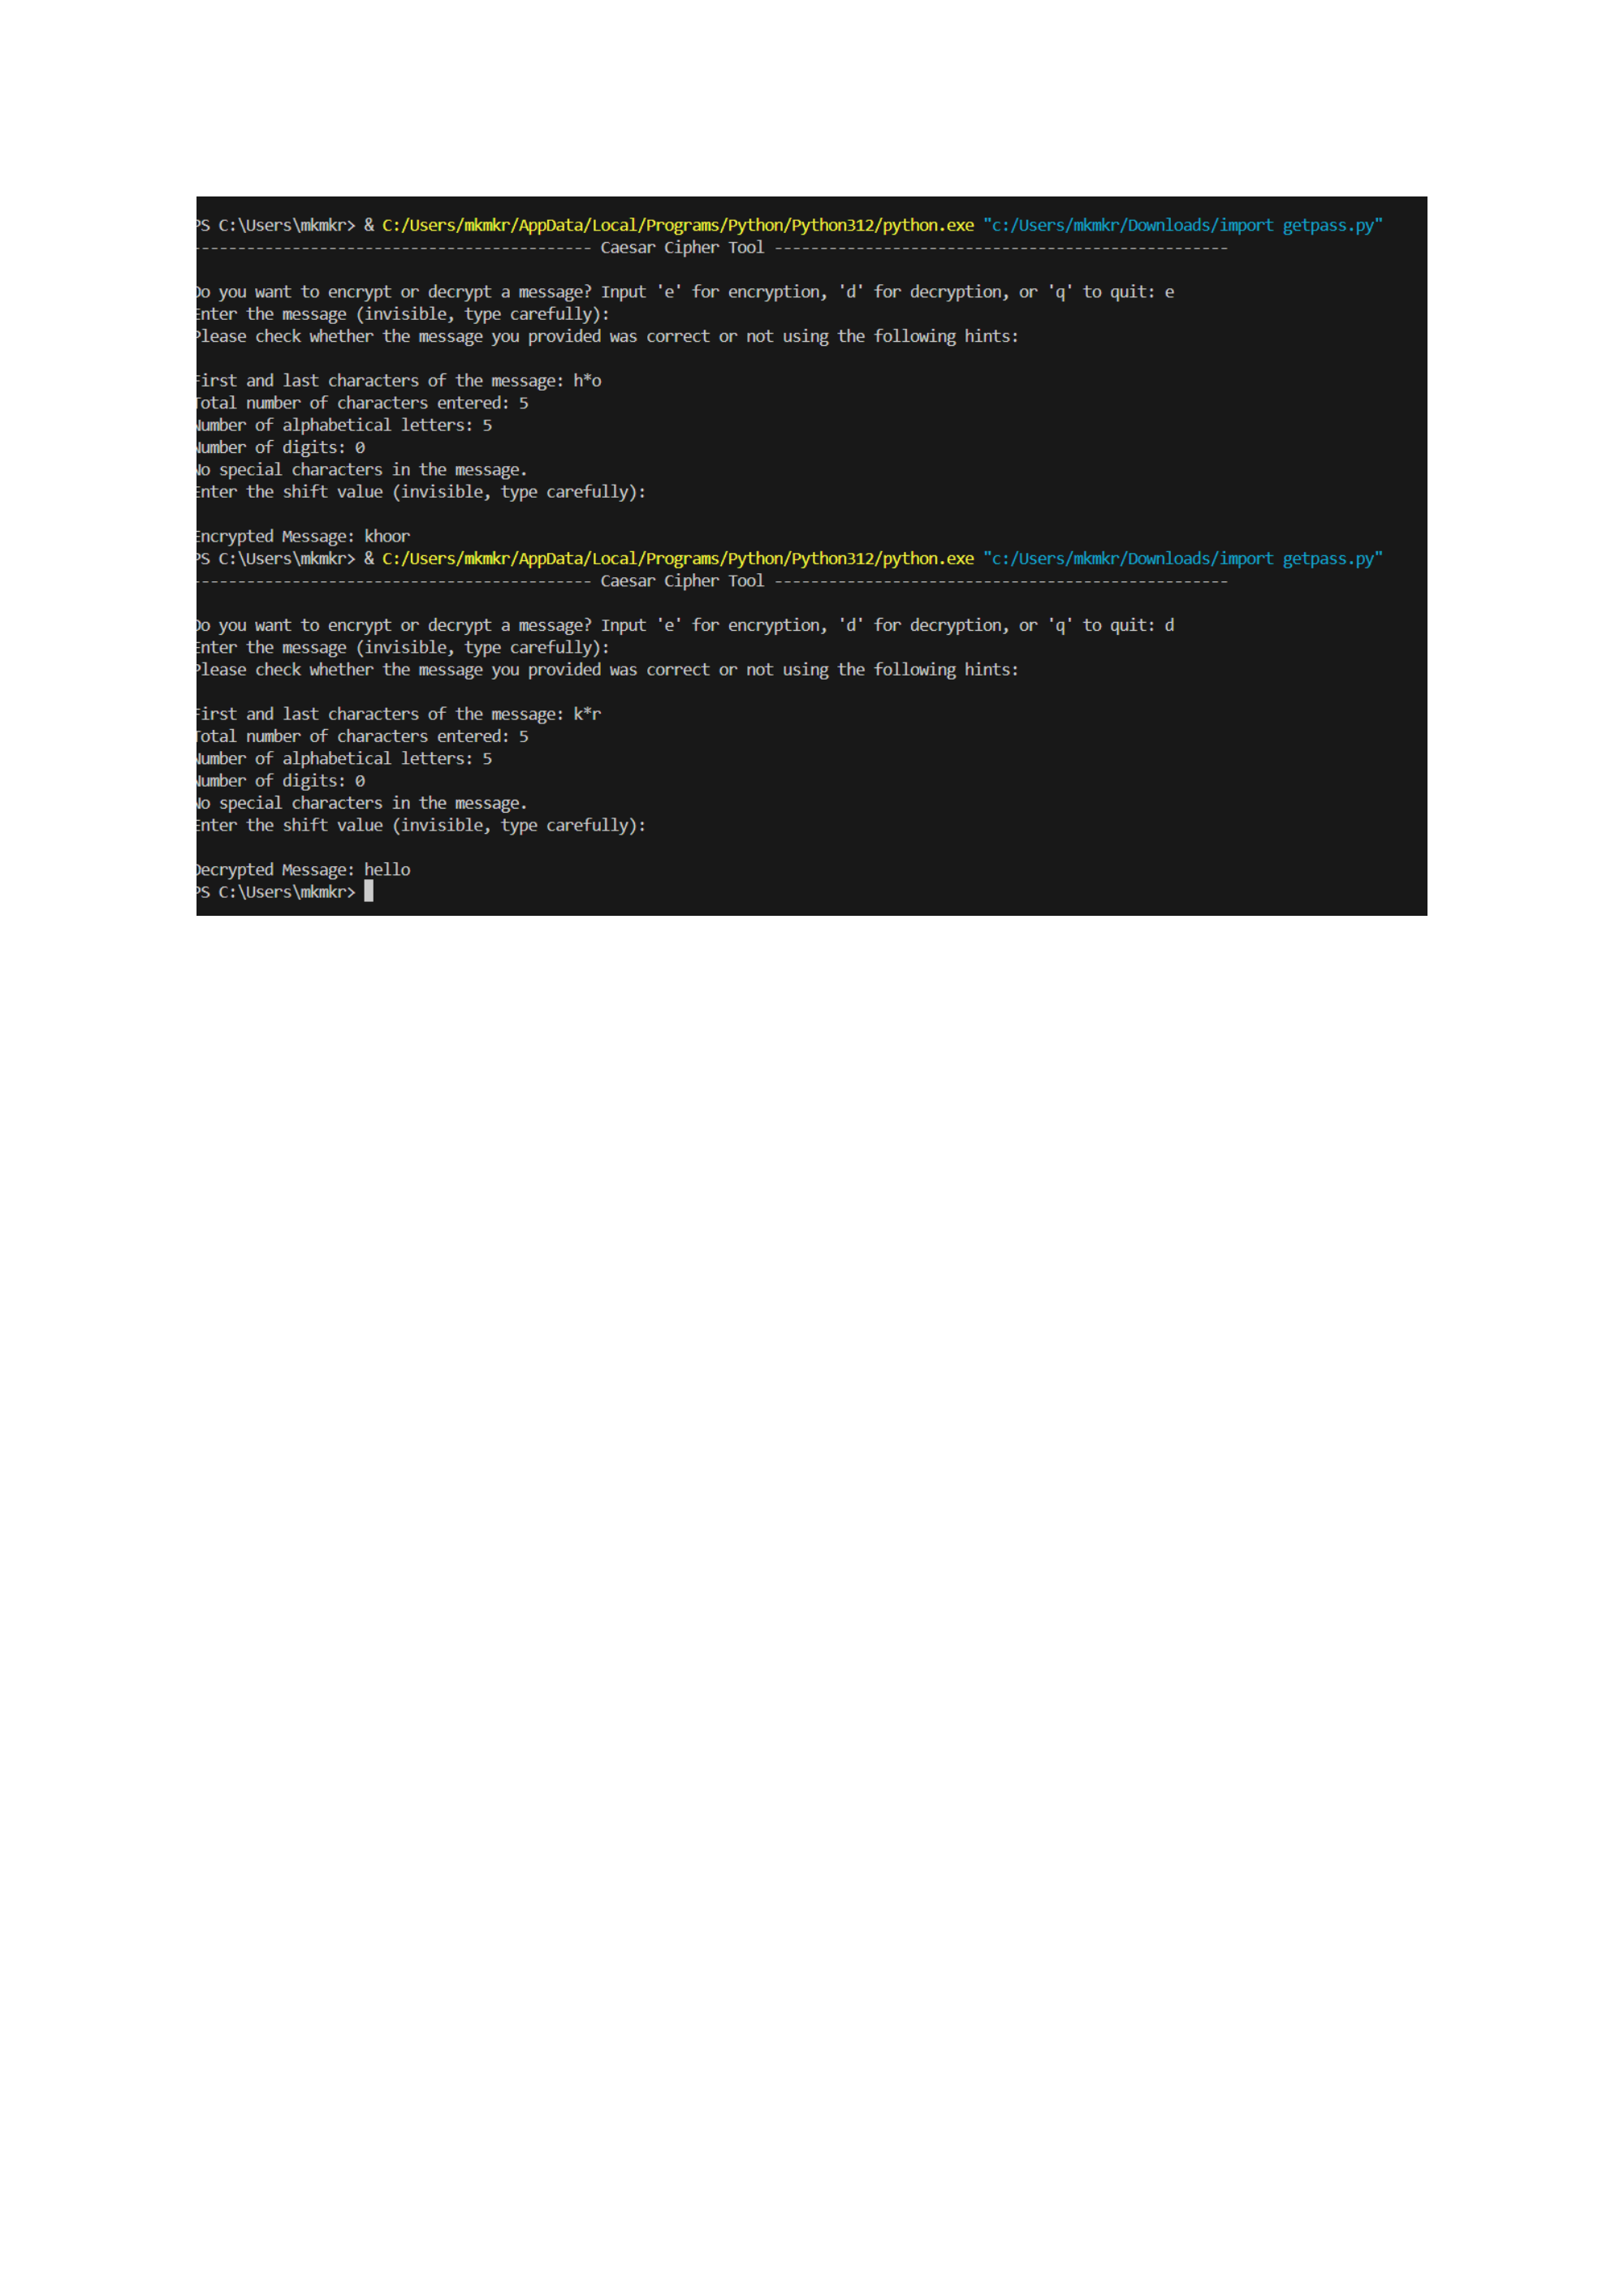 PS C:\Users\mkmkr> & C:/Users/mkmkr/AppData/Local/Programs/Python/Python312/python.exe "c:/Users/mkmkr/Downloads/import getpass.py"
-------------------------------------------- Caesar Cipher Tool --------------------------------------------------
Do you want to encrypt or decrypt a message? Input 'e' for encryption, 'd' for decryption, or 'q' to quit: e
Enter the message (invisible, type carefully):
Please check whether the message you provided was correct or not using the following hints:
First and last characters of the message: h*o
Total number of characters entered: 5
Number of alphabetical letters: 5
Number of digits: 0
No special characters in the message.
Enter the shift value (invisible, type carefully):
Encrypted Message: khoor
PS C:\Users\mkmkr> & C:/Users/mkmkr/AppData/Local/Programs/Python/Python312/python.exe "c:/Users/mkmkr/Downloads/import getpass.py"
-------------------------------------------- Caesar Cipher Tool --------------------------------------------------
Do you want to encrypt or decrypt a message? Input 'e' for encryption, 'd' for decryption, or 'q' to quit: d
Enter the message (invisible, type carefully):
Please check whether the message you provided was correct or not using the following hints:
First and last characters of the message: k*r
Total number of characters entered: 5
Number of alphabetical letters: 5
Number of digits: 0
No special characters in the message.
Enter the shift value (invisible, type carefully):
Decrypted Message: hello
PS C:\Users\mkmkr>